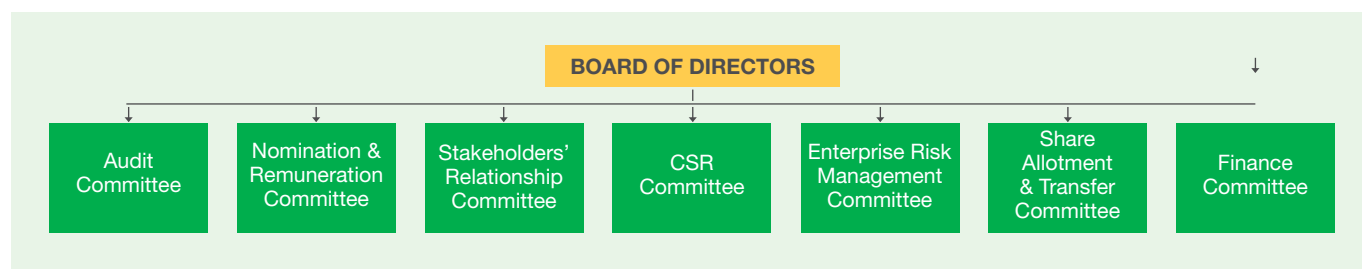 BOARD OF DIRECTORS
Audit
Committee
Nomination &
Remuneration
Committee
Stakeholders’
Relationship
Committee
CSR
Committee
Enterprise Risk
Management
Committee
Share
Allotment
& Transfer
Committee
Finance
Committee